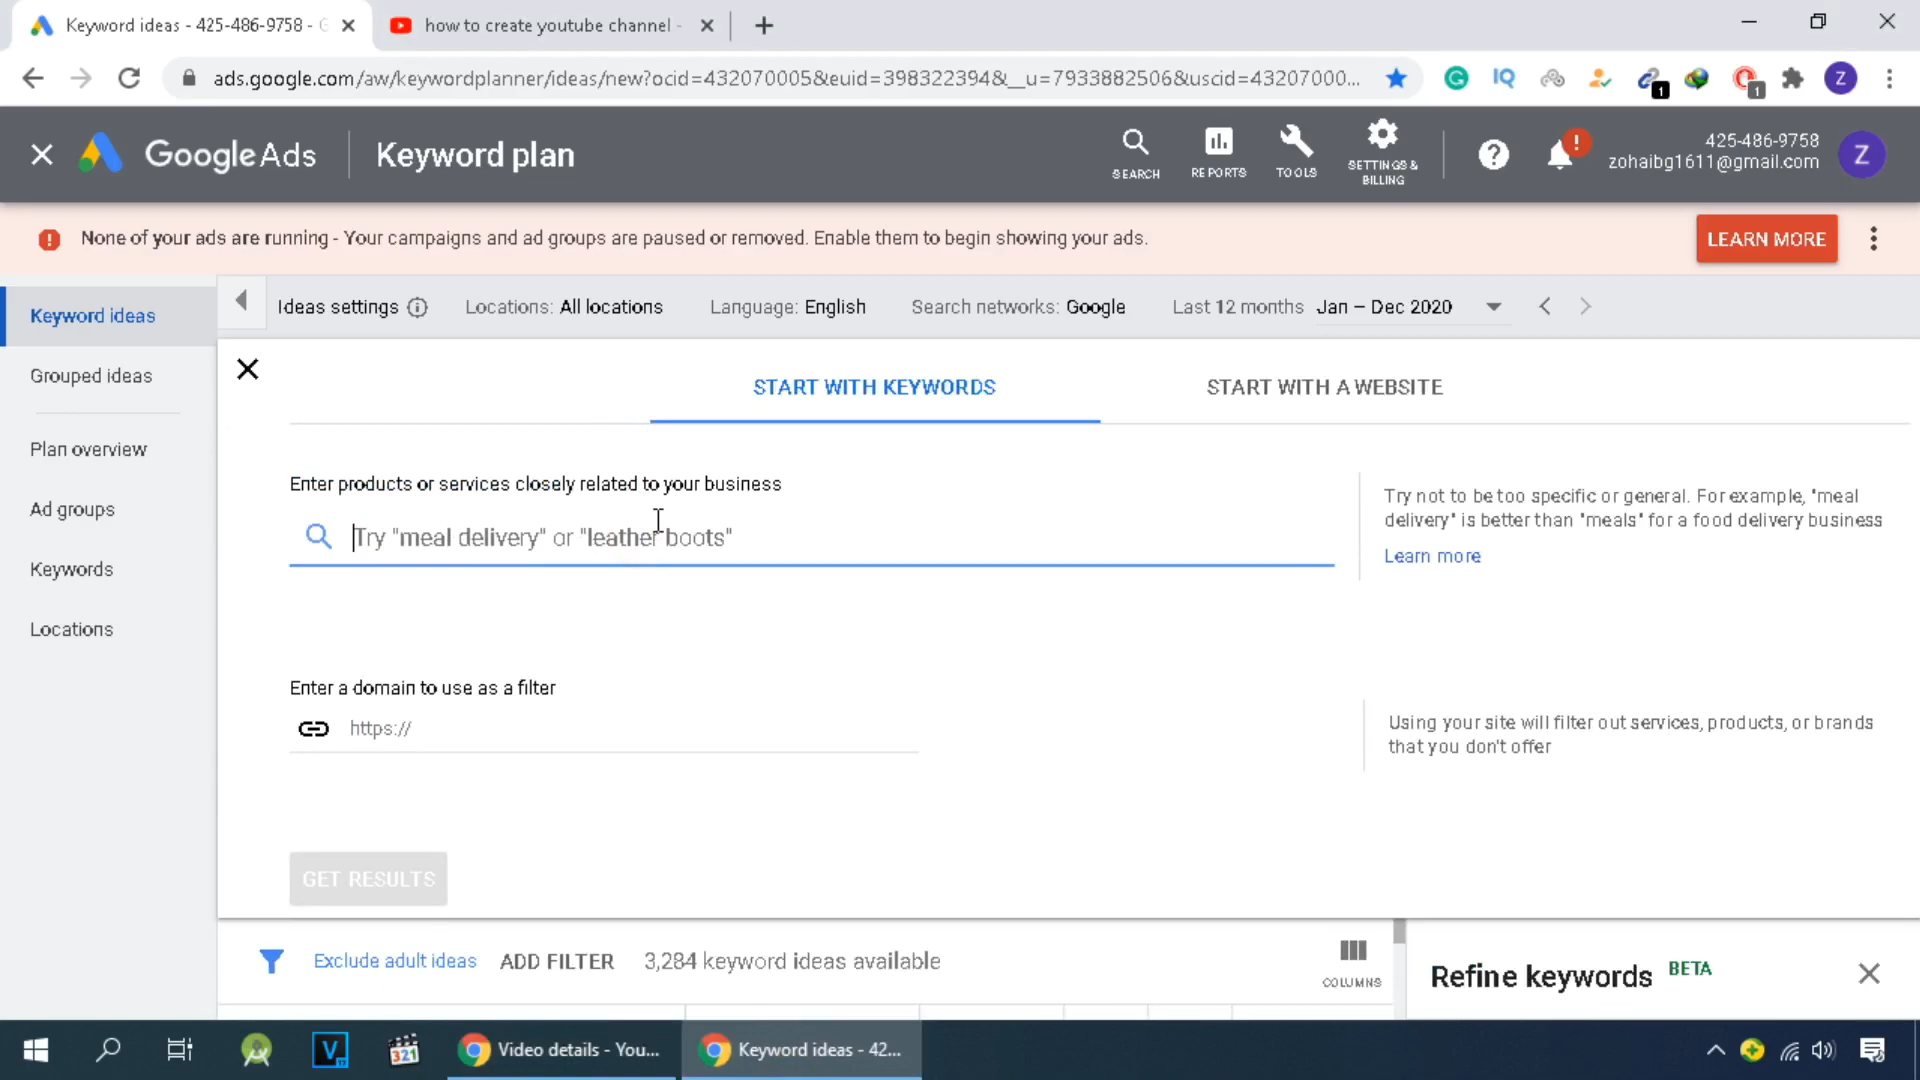 Keyword ideas - 425-486-9758 - G
how to create youtube channel -
ads.google.com/aw/keywordplanner/ideas/new?ocid=432070005&euid=398322394&__u=7933882506&uscid=43207000...
IQ
1
1
Z
Google Ads
Keyword plan
SEARCH
REPORTS
TOOLS
SETTINGS & BILLING
?
!
425-486-9758
zohaibg1611@gmail.com
Z
None of your ads are running - Your campaigns and ad groups are paused or removed. Enable them to begin showing your ads.
LEARN MORE
Keyword ideas
Ideas settings
Locations: All locations
Language: English
Search networks: Google
Last 12 months Jan – Dec 2020
Grouped ideas
Plan overview
Ad groups
Keywords
Locations
START WITH KEYWORDS
START WITH A WEBSITE
Enter products or services closely related to your business
Try "meal delivery" or "leather boots"
Try not to be too specific or general. For example, "meal
delivery" is better than "meals" for a food delivery business
Learn more
Enter a domain to use as a filter
https://
Using your site will filter out services, products, or brands
that you don't offer
GET RESULTS
Exclude adult ideas
ADD FILTER
3,284 keyword ideas available
COLUMNS
Refine keywords BETA
V
321
Video details - You...
Keyword ideas - 42...